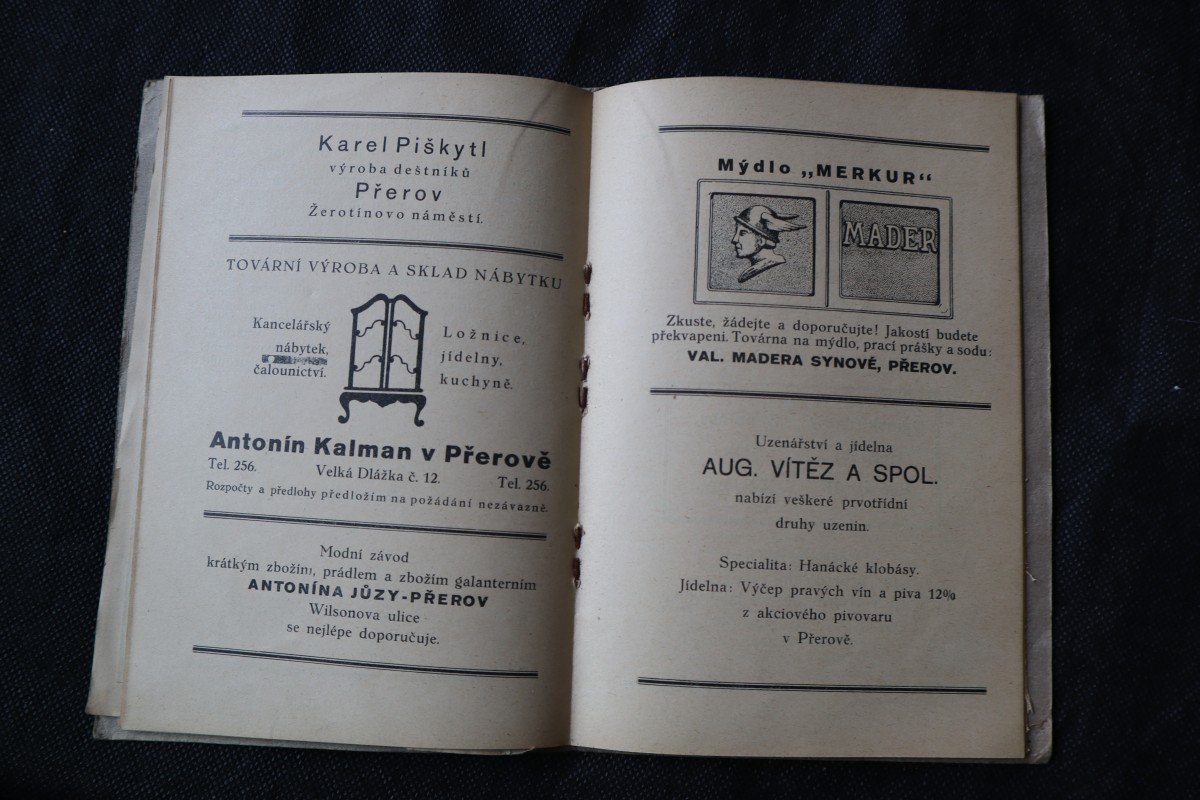 Karel Piškytl
výroba deštníků
Přerov
Žerotínovo náměstí.
TOVÁRNÍ VÝROBA A SKLAD NÁBYTKU
Kancelářský
nábytek,
čalounictví.
Ložnice,
jídelny,
kuchyně.
Antonín Kalman v Přerově
Tel. 256. Velká Dlážka č. 12. Tel. 256.
Rozpočty a předlohy předložím na požádání nezávazně.
Modní závod
krátkým zbožím, prádlem a zbožím galanterním
ANTONÍNA JŮZY-PŘEROV
Wilsonova ulice
se nejlépe doporučuje.
Mýdlo „MERKUR“
MADER
Zkuste, žádejte a doporučujte! Jakostí budete
překvapeni. Továrna na mýdlo, prací prášky a sodu:
VAL. MADERA SYNOVÉ, PŘEROV.
Uzenářství a jídelna
AUG. VÍTĚZ A SPOL.
nabízí veškeré prvotřídní
druhy uzenin.
Specialita: Hanácké klobásy.
Jídelna: Výčep pravých vín a piva 12%
z akciového pivovaru
v Přerově.